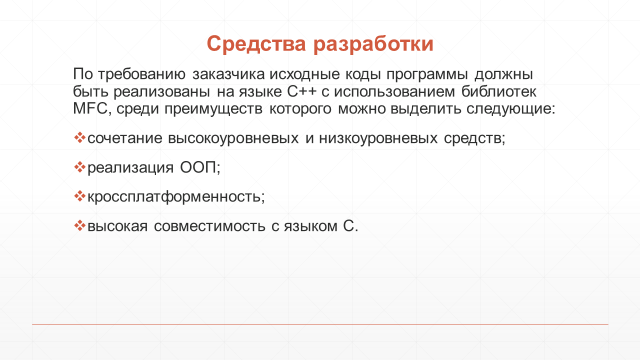 Средства разработки
По требованию заказчика исходные коды программы должны
быть реализованы на языке C++ с использованием библиотек
MFC, среди преимуществ которого можно выделить следующие:
❖сочетание высокоуровневых и низкоуровневых средств;
❖реализация ООП;
❖кроссплатформенность;
❖высокая совместимость с языком C.